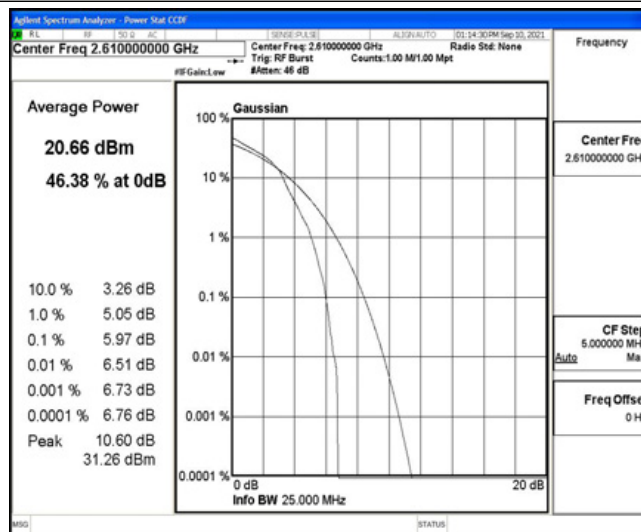 Agilent Spectrum Analyzer - Power Stat CCDF
RL RF 50 Ω AC SENSE:PULSE ALIGN AUTO 01:14:30 PM Sep 10, 2021
Center Freq 2.610000000 GHz
Center Freq: 2.610000000 GHz Radio Std: None
Trig: RF Burst Counts:1.00 M/1.00 Mpt
#IFGain:Low #Atten: 46 dB
Frequency
Average Power
20.66 dBm
46.38 % at 0dB
10.0 % 3.26 dB
1.0 % 5.05 dB
0.1 % 5.97 dB
0.01 % 6.51 dB
0.001 % 6.73 dB
0.0001 % 6.76 dB
Peak 10.60 dB
31.26 dBm
Gaussian
100 %
10 %
1 %
0.1 %
0.01 %
0.001 %
0.0001 %
0 dB 20 dB
Info BW 25.000 MHz
Center Fre
2.610000000 GH
CF Ste
5.000000 MH
Auto Ma
Freq Offse
0 H
MSG STATUS